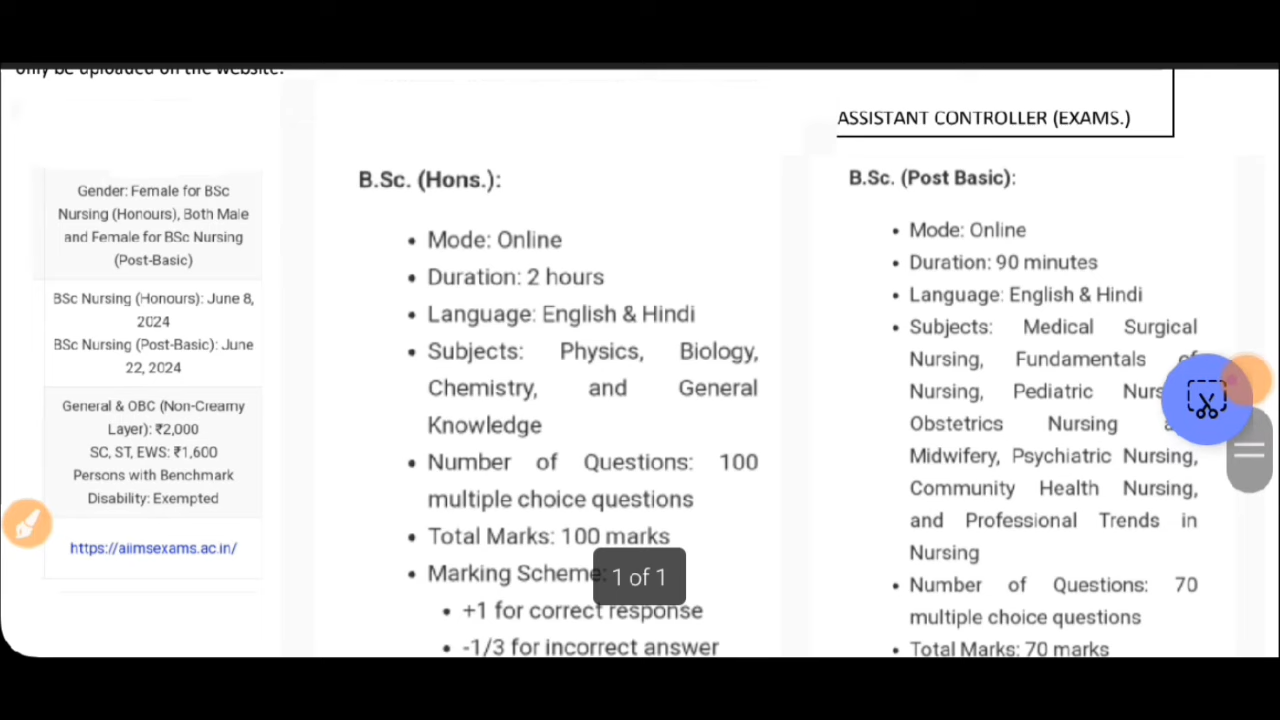 only be uploaded on the website.
ASSISTANT CONTROLLER (EXAMS.)
Gender: Female for BSc
Nursing (Honours), Both Male
and Female for BSc Nursing
(Post-Basic)
BSc Nursing (Honours): June 8,
2024
BSc Nursing (Post-Basic): June
22, 2024
General & OBC (Non-Creamy
Layer): ₹2,000
SC, ST, EWS: ₹1,600
Persons with Benchmark
Disability: Exempted
https://aiimsexams.ac.in/
B.Sc. (Hons.):
• Mode: Online
• Duration: 2 hours
• Language: English & Hindi
• Subjects: Physics, Biology,
Chemistry, and General
Knowledge
• Number of Questions: 100
multiple choice questions
• Total Marks: 100 marks
• Marking Scheme:
• +1 for correct response
• -1/3 for incorrect answer
1 of 1
B.Sc. (Post Basic):
• Mode: Online
• Duration: 90 minutes
• Language: English & Hindi
• Subjects: Medical Surgical
Nursing, Fundamentals of
Nursing, Pediatric
Obstetrics Nursing
Midwifery, Psychiatric Nursing,
Community Health Nursing,
and Professional Trends in
Nursing
• Number of Questions: 70
multiple choice questions
• Total Marks: 70 marks